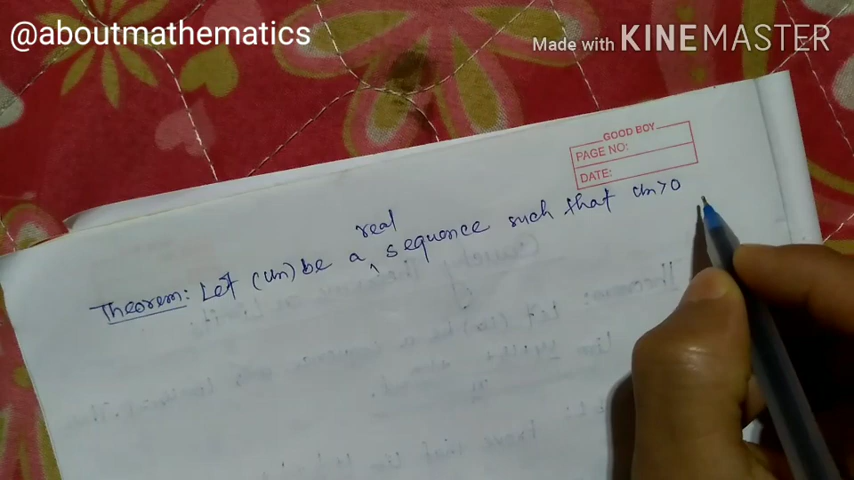 @aboutmathematics
Made with KINEMASTER
GOOD BOY
PAGE NO:
DATE:
real
Theorem: Let (un) be a ‸ sequence such that un>0